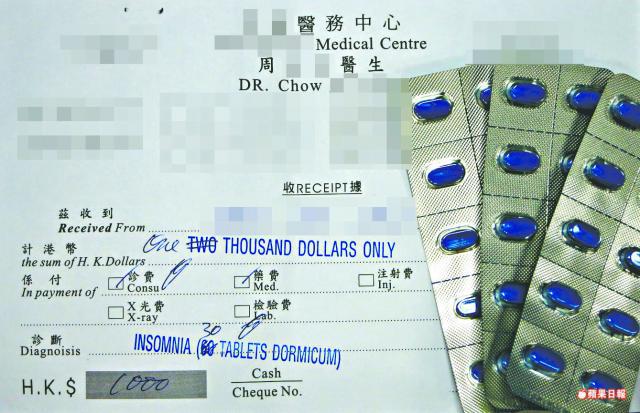 醫務中心
Medical Centre
周 醫生
DR. Chow
收RECEIPT據
茲收到
Received From
計港幣 One TWO THOUSAND DOLLARS ONLY
the sum of H. K.Dollars
係付 診費 藥費 注射費
In payment of Consu Med. Inj.
X光費 檢驗費
X-ray Lab.
30
診斷 INSOMNIA (60 TABLETS DORMICUM)
Diagnoisis
H.K.$ 1000 Cash
Cheque No.
蘋果日報